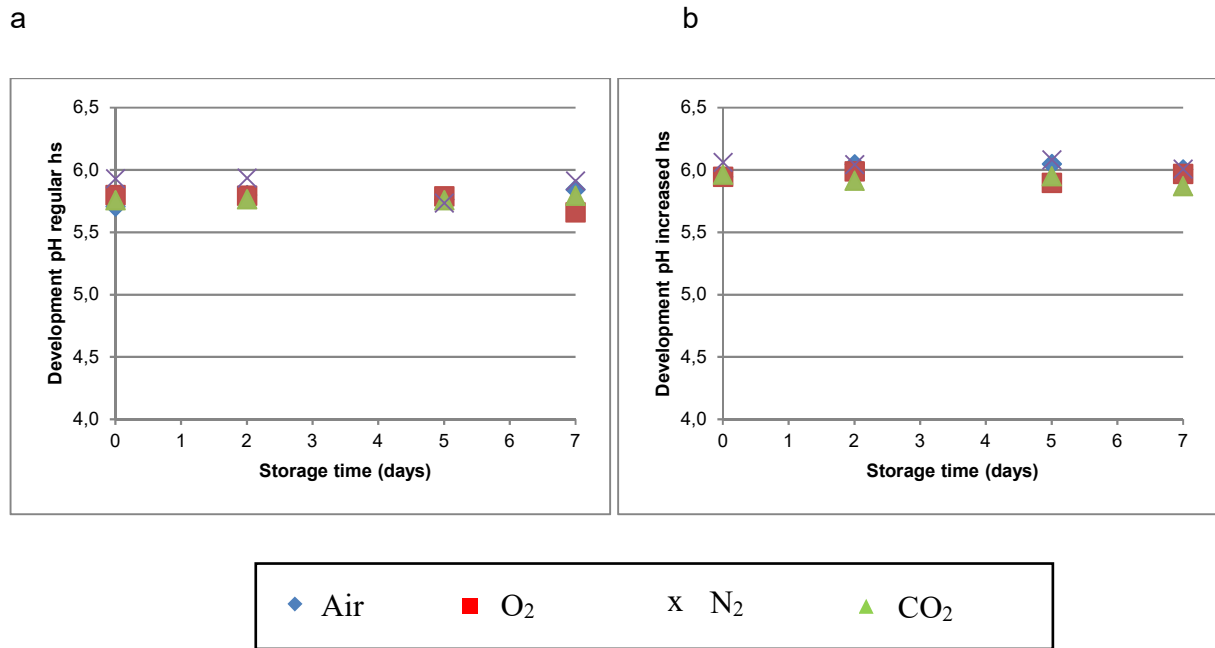 a
b
Development pH regular hs
6,5
6,0
5,5
5,0
4,5
4,0
0 1 2 3 4 5 6 7
Storage time (days)
Development pH increased hs
6,5
6,0
5,5
5,0
4,5
4,0
0 1 2 3 4 5 6 7
Storage time (days)
Air O₂ x N₂ CO₂